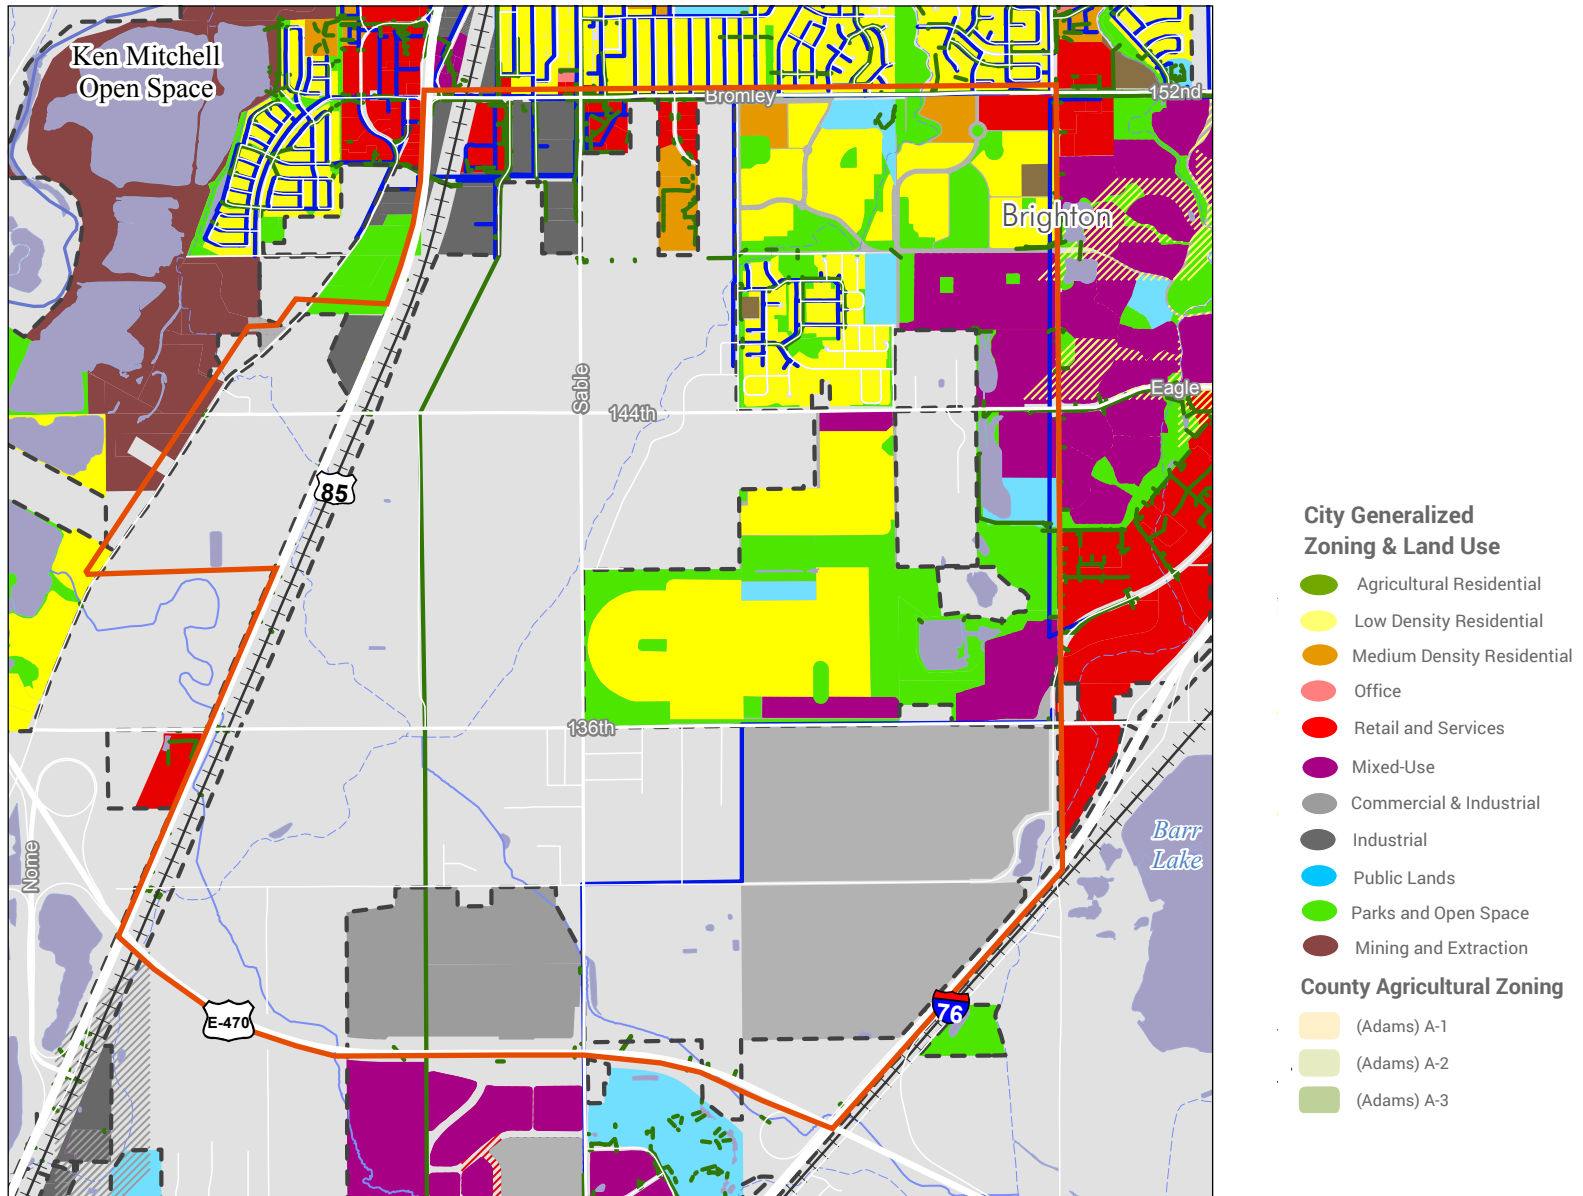 Ken Mitchell
Open Space
Bromley
152nd
Brighton
Sable
144th
Eagle
85
136th
Barr
Lake
Nome
E-470
76
City Generalized
Zoning & Land Use
Agricultural Residential
Low Density Residential
Medium Density Residential
Office
Retail and Services
Mixed-Use
Commercial & Industrial
Industrial
Public Lands
Parks and Open Space
Mining and Extraction
County Agricultural Zoning
(Adams) A-1
(Adams) A-2
(Adams) A-3